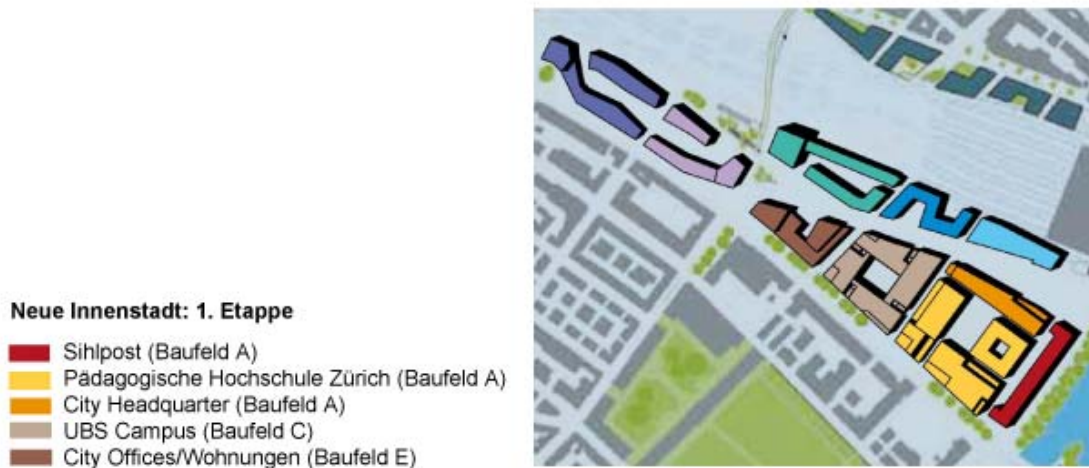 Neue Innenstadt: 1. Etappe
Sihlpost (Baufeld A)
Pädagogische Hochschule Zürich (Baufeld A)
City Headquarter (Baufeld A)
UBS Campus (Baufeld C)
City Offices/Wohnungen (Baufeld E)